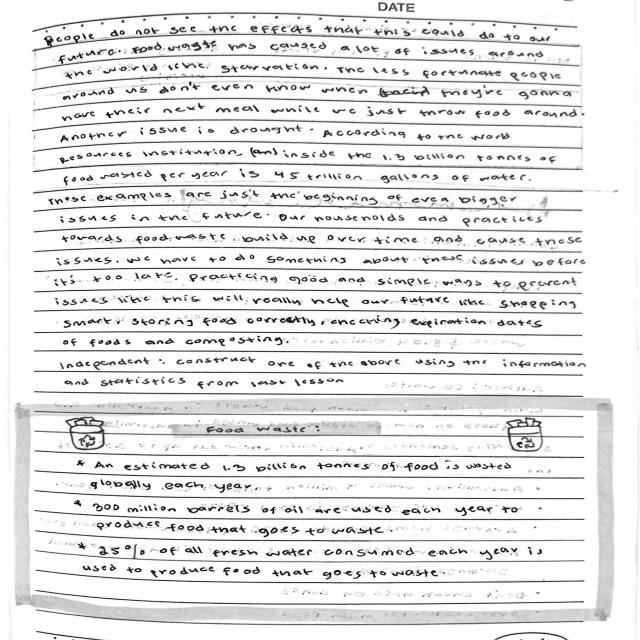 DATE
People do not see the effects that this could do to our
future. Food waste has caused a lot of issues around
the world like starvation. The less fortunate people
around us don't even know when they're gonna
have their next meal while we just throw food around.
Another issue is drought. According to the World
Resources Institution, inside the 1.3 billion tonnes of
food wasted per year is 45 trillion gallons of water.
These examples are just the beginning of even bigger
issues in the future. Our households and practices
towards food waste build up over time and cause these
issues. We have to do something about these issues before
it's too late. Practicing good and simple ways to prevent
issues like this will really help our future like shopping
smart, storing food correctly, checking expiration dates
of foods and composting.
Independent: construct one of the above using the information
and statistics from last lesson
Food Waste:
* An estimated 1.3 billion tonnes of food is wasted
globally each year.
* 300 million barrels of oil are used each year to
produce food that goes to waste.
* 25% of all fresh water consumed each year is
used to produce food that goes to waste.